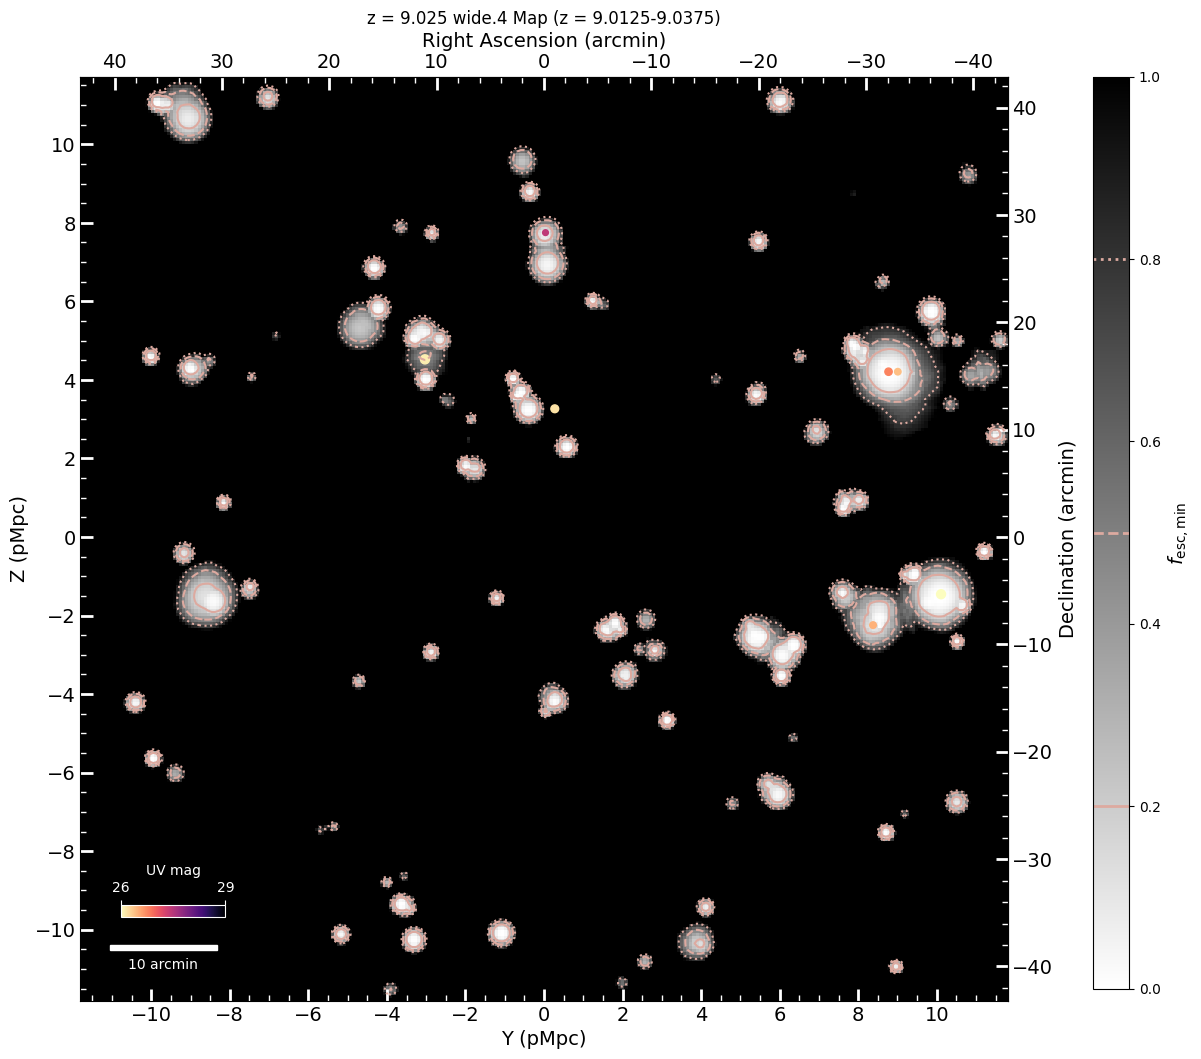 z = 9.025 wide.4 Map (z = 9.0125-9.0375)
Right Ascension (arcmin)
40 30 20 10 0 −10 −20 −30 −40
10
8
6
4
2
0
−2
−4
−6
−8
−10
Z (pMpc)
40
30
20
10
0
−10
−20
−30
−40
Declination (arcmin)
1.0
0.8
0.6
0.4
0.2
0.0
fesc,min
UV mag
26 29
10 arcmin
−10 −8 −6 −4 −2 0 2 4 6 8 10
Y (pMpc)